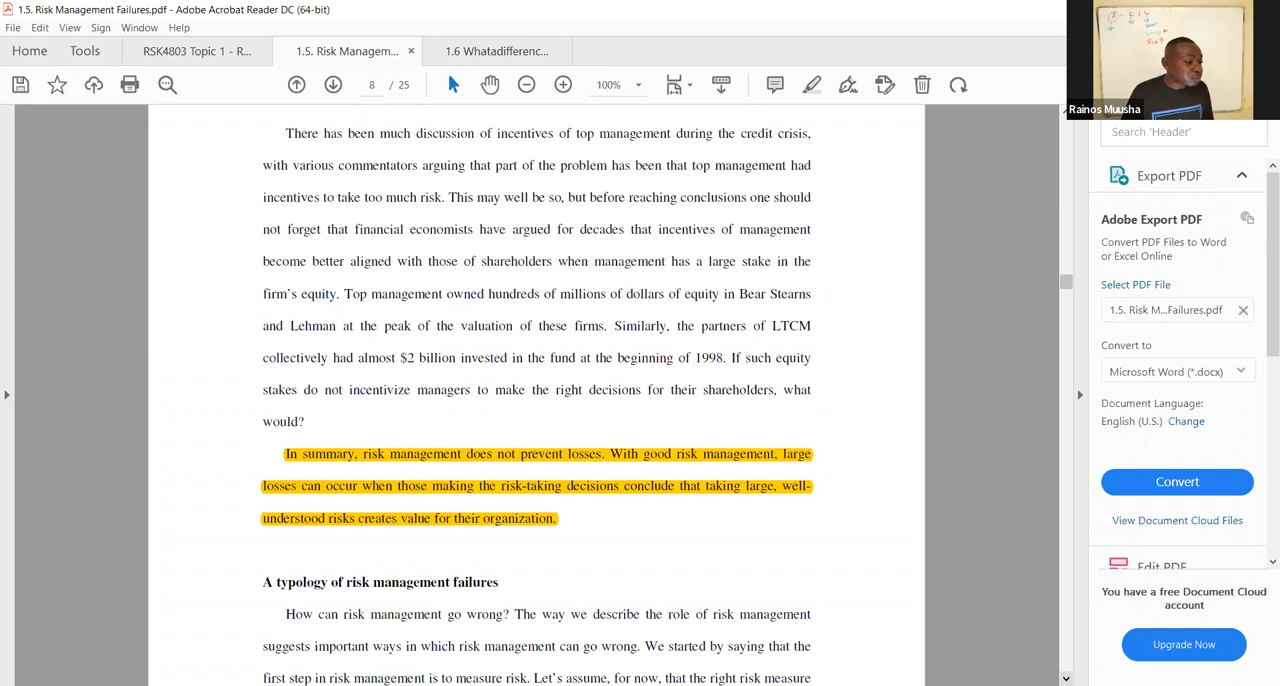 1.5. Risk Management Failures.pdf - Adobe Acrobat Reader DC (64-bit)
File Edit View Sign Window Help
Home Tools RSK4803 Topic 1 - R... 1.5. Risk Managem... × 1.6 Whatadifferenc...
8 / 25 100%
Rainos Muusha
There has been much discussion of incentives of top management during the credit crisis,
with various commentators arguing that part of the problem has been that top management had
incentives to take too much risk. This may well be so, but before reaching conclusions one should
not forget that financial economists have argued for decades that incentives of management
become better aligned with those of shareholders when management has a large stake in the
firm's equity. Top management owned hundreds of millions of dollars of equity in Bear Stearns
and Lehman at the peak of the valuation of these firms. Similarly, the partners of LTCM
collectively had almost $2 billion invested in the fund at the beginning of 1998. If such equity
stakes do not incentivize managers to make the right decisions for their shareholders, what
would?
In summary, risk management does not prevent losses. With good risk management, large
losses can occur when those making the risk-taking decisions conclude that taking large, well-
understood risks creates value for their organization.
A typology of risk management failures
How can risk management go wrong? The way we describe the role of risk management
suggests important ways in which risk management can go wrong. We started by saying that the
first step in risk management is to measure risk. Let's assume, for now, that the right risk measure
Search 'Header'
Export PDF
Adobe Export PDF
Convert PDF Files to Word
or Excel Online
Select PDF File
1.5. Risk M...Failures.pdf
Convert to
Microsoft Word (*.docx)
Document Language:
English (U.S.) Change
Convert
View Document Cloud Files
Edit PDF
You have a free Document Cloud
account
Upgrade Now